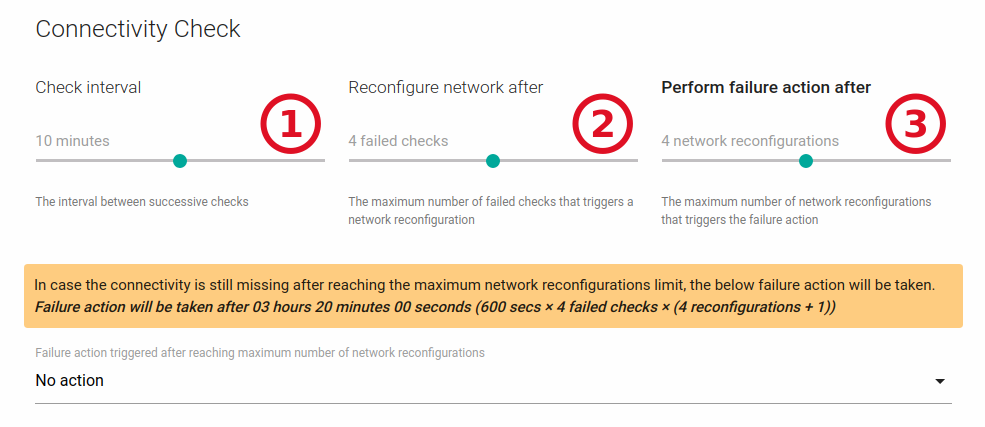 Connectivity Check
Check interval
Reconfigure network after
Perform failure action after
1
2
3
10 minutes
4 failed checks
4 network reconfigurations
The interval between successive checks
The maximum number of failed checks that triggers a
network reconfiguration
The maximum number of network reconfigurations
that triggers the failure action
In case the connectivity is still missing after reaching the maximum network reconfigurations limit, the below failure action will be taken.
Failure action will be taken after 03 hours 20 minutes 00 seconds (600 secs × 4 failed checks × (4 reconfigurations + 1))
Failure action triggered after reaching maximum number of network reconfigurations
No action